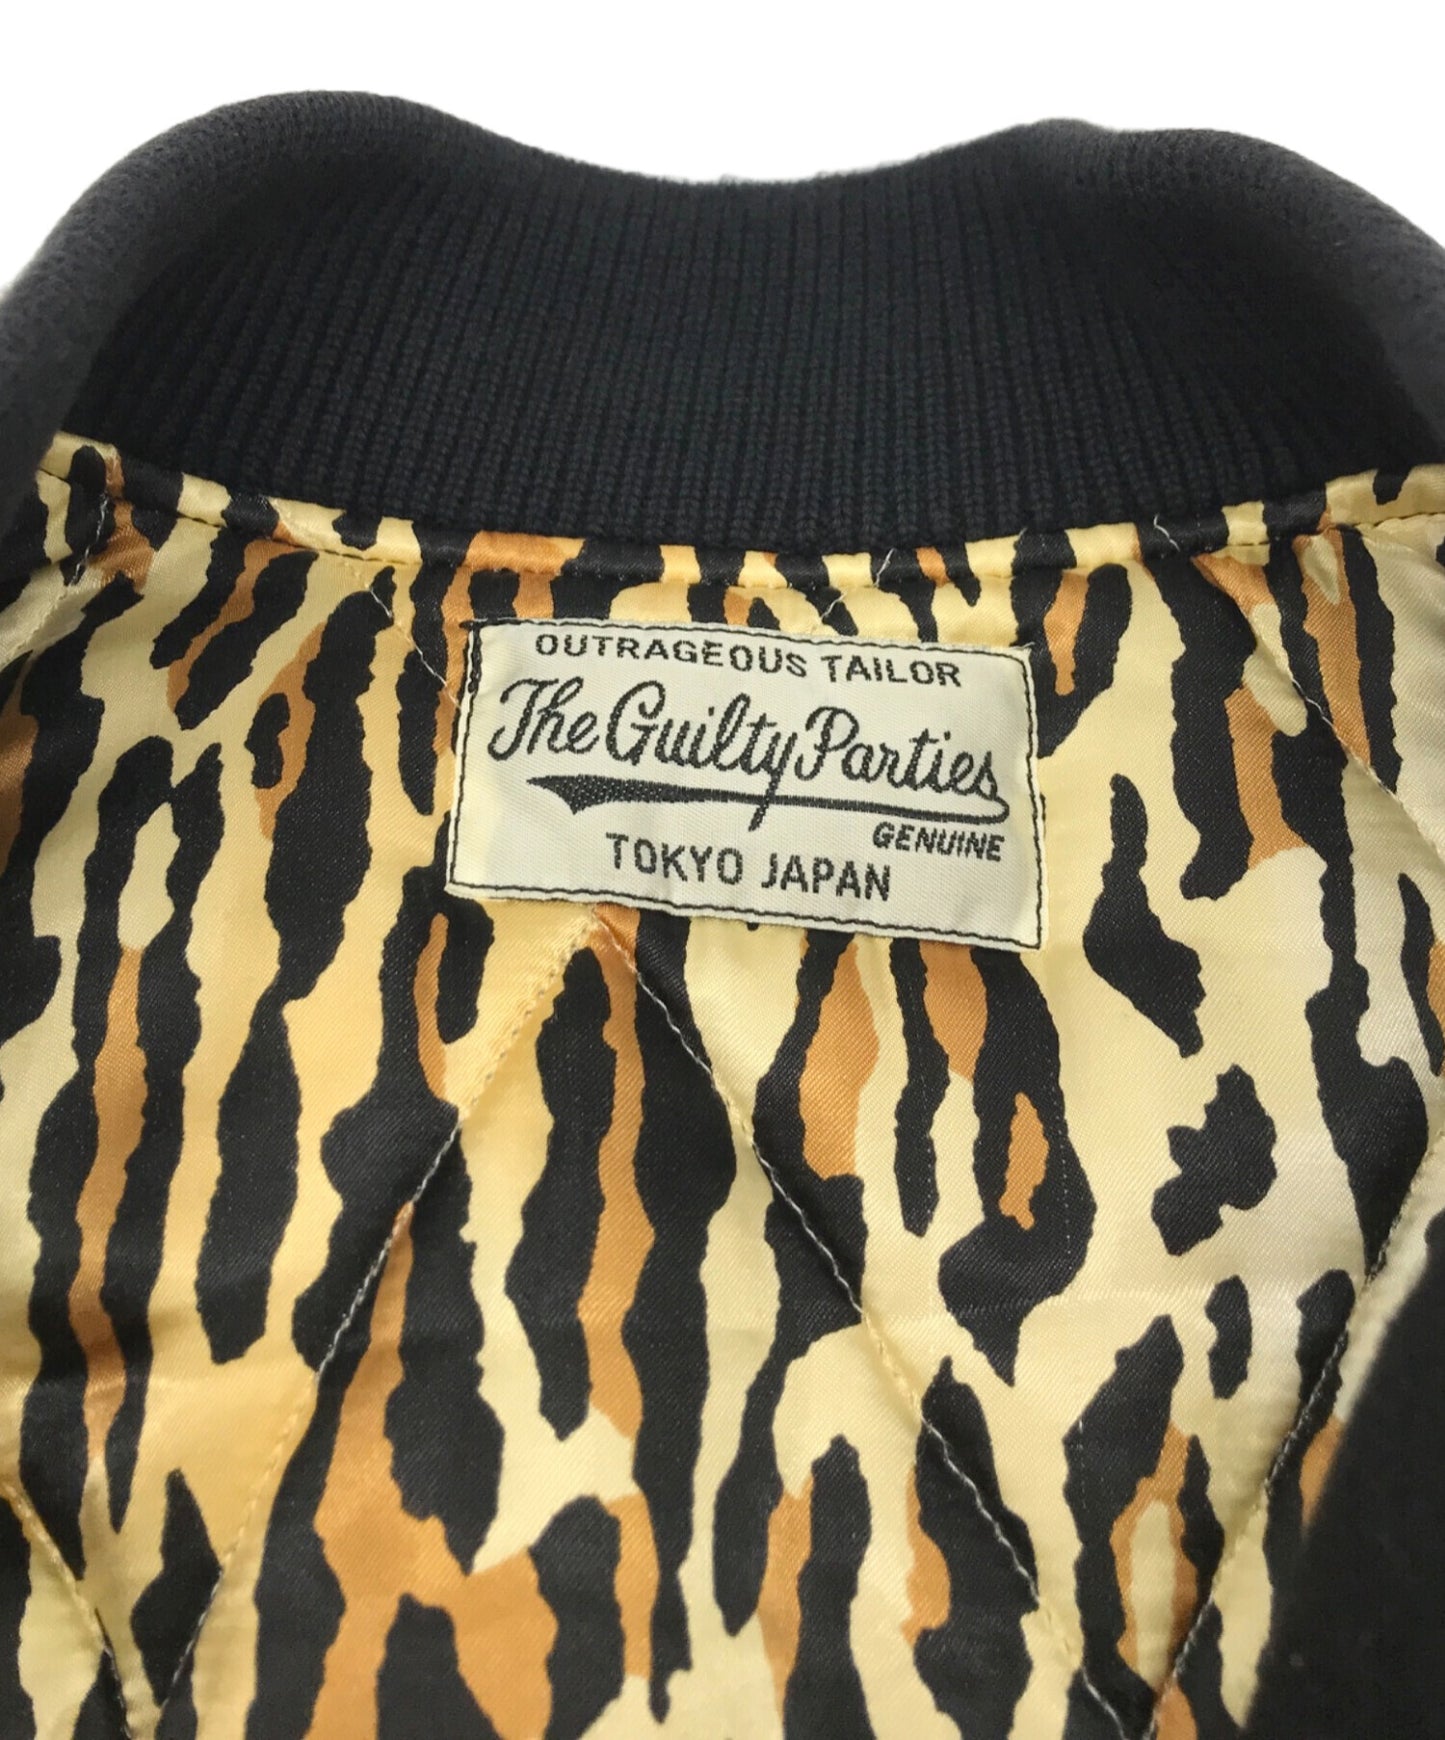 OUTRAGEOUS TAILOR
The Guilty Parties
GENUINE
TOKYO JAPAN